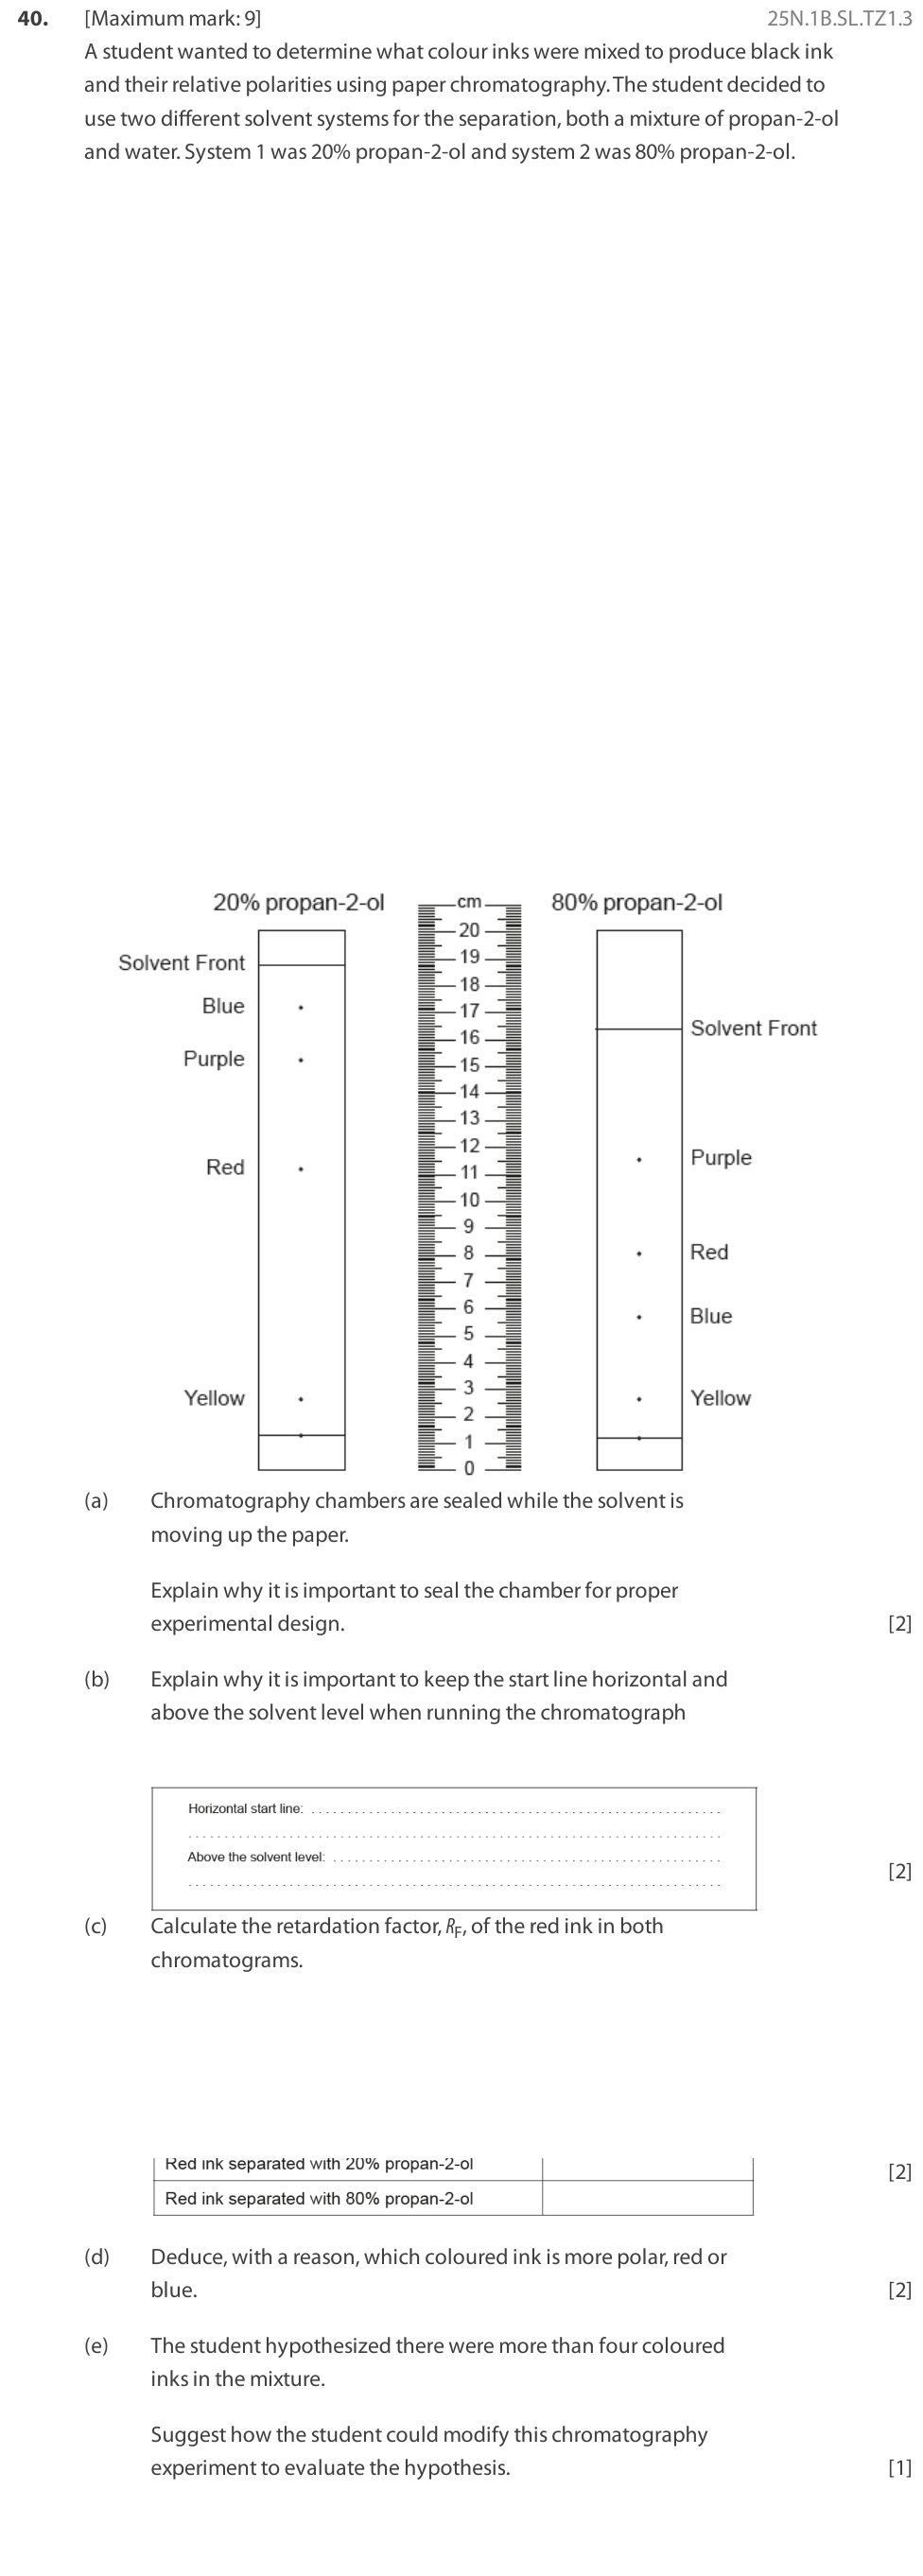 40. [Maximum mark: 9] 25N.1B.SL.TZ1.3
A student wanted to determine what colour inks were mixed to produce black ink
and their relative polarities using paper chromatography. The student decided to
use two different solvent systems for the separation, both a mixture of propan-2-ol
and water. System 1 was 20% propan-2-ol and system 2 was 80% propan-2-ol.
20% propan-2-ol
Solvent Front
Blue
Purple
Red
Yellow
cm
20
19
18
17
16
15
14
13
12
11
10
9
8
7
6
5
4
3
2
1
0
80% propan-2-ol
Solvent Front
Purple
Red
Blue
Yellow
(a) Chromatography chambers are sealed while the solvent is
moving up the paper.
Explain why it is important to seal the chamber for proper
experimental design. [2]
(b) Explain why it is important to keep the start line horizontal and
above the solvent level when running the chromatograph
Horizontal start line:
Above the solvent level:
[2]
(c) Calculate the retardation factor, RF, of the red ink in both
chromatograms.
Red ink separated with 20% propan-2-ol
[2]
Red ink separated with 80% propan-2-ol
(d) Deduce, with a reason, which coloured ink is more polar, red or
blue. [2]
(e) The student hypothesized there were more than four coloured
inks in the mixture.
Suggest how the student could modify this chromatography
experiment to evaluate the hypothesis. [1]